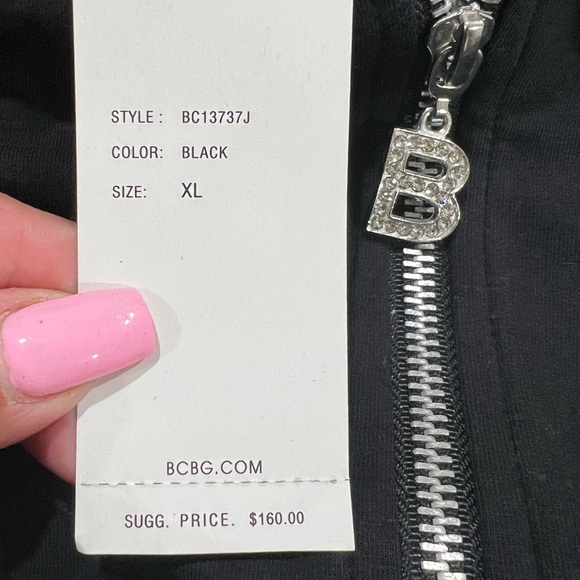 STYLE: BC13737J
COLOR: BLACK
SIZE: XL
B
BCBG.COM
SUGG. PRICE. $160.00